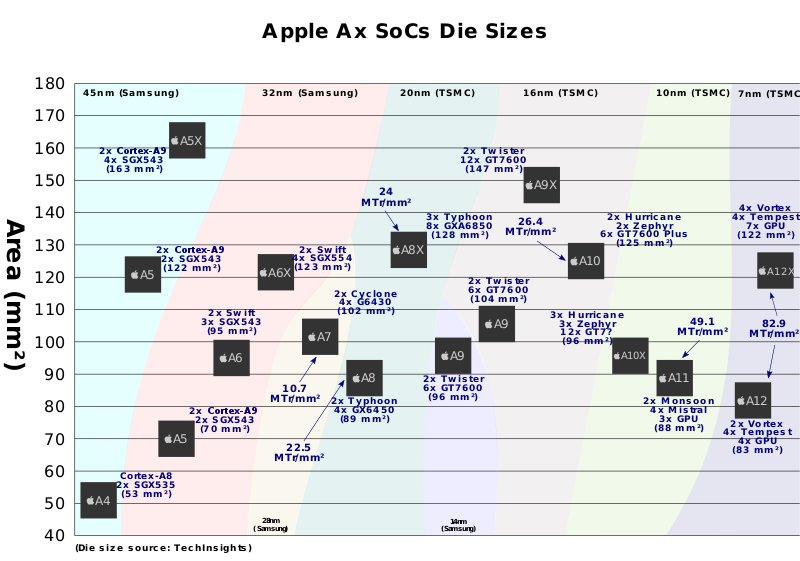 Apple Ax SoCs Die Sizes
Area (mm²)
180
170
160
150
140
130
120
110
100
90
80
70
60
50
40
45nm (Samsung)
32nm (Samsung)
20nm (TSMC)
16nm (TSMC)
10nm (TSMC)
7nm (TSMC
A5X
2x Cortex-A9
4x SGX543
(163 mm²)
2x Twister
12x GT7600
(147 mm²)
A9X
24
MTr/mm²
3x Typhoon
8x GXA6850
(128 mm²)
A8X
26.4
MTr/mm²
2x Hurricane
2x Zephyr
6x GT7600 Plus
(125 mm²)
A10
4x Vortex
4x Tempest
7x GPU
(122 mm²)
A12X
A5
2x Cortex-A9
2x SGX543
(122 mm²)
A6X
2x Swift
4x SGX554
(123 mm²)
2x Cyclone
4x G6430
(102 mm²)
A7
2x Twister
6x GT7600
(104 mm²)
A9
2x Swift
3x SGX543
(95 mm²)
A6
3x Hurricane
3x Zephyr
12x GT7?
(96 mm²)
A10X
49.1
MTr/mm²
82.9
MTr/mm²
A9
2x Twister
6x GT7600
(96 mm²)
A8
2x Typhoon
4x GX6450
(89 mm²)
A11
2x Monsoon
4x Mistral
3x GPU
(88 mm²)
A12
2x Vortex
4x Tempest
4x GPU
(83 mm²)
10.7
MTr/mm²
22.5
MTr/mm²
2x Cortex-A9
2x SGX543
(70 mm²)
A5
Cortex-A8
2x SGX535
(53 mm²)
A4
28nm
(Samsung)
14nm
(Samsung)
(Die size source: TechInsights)